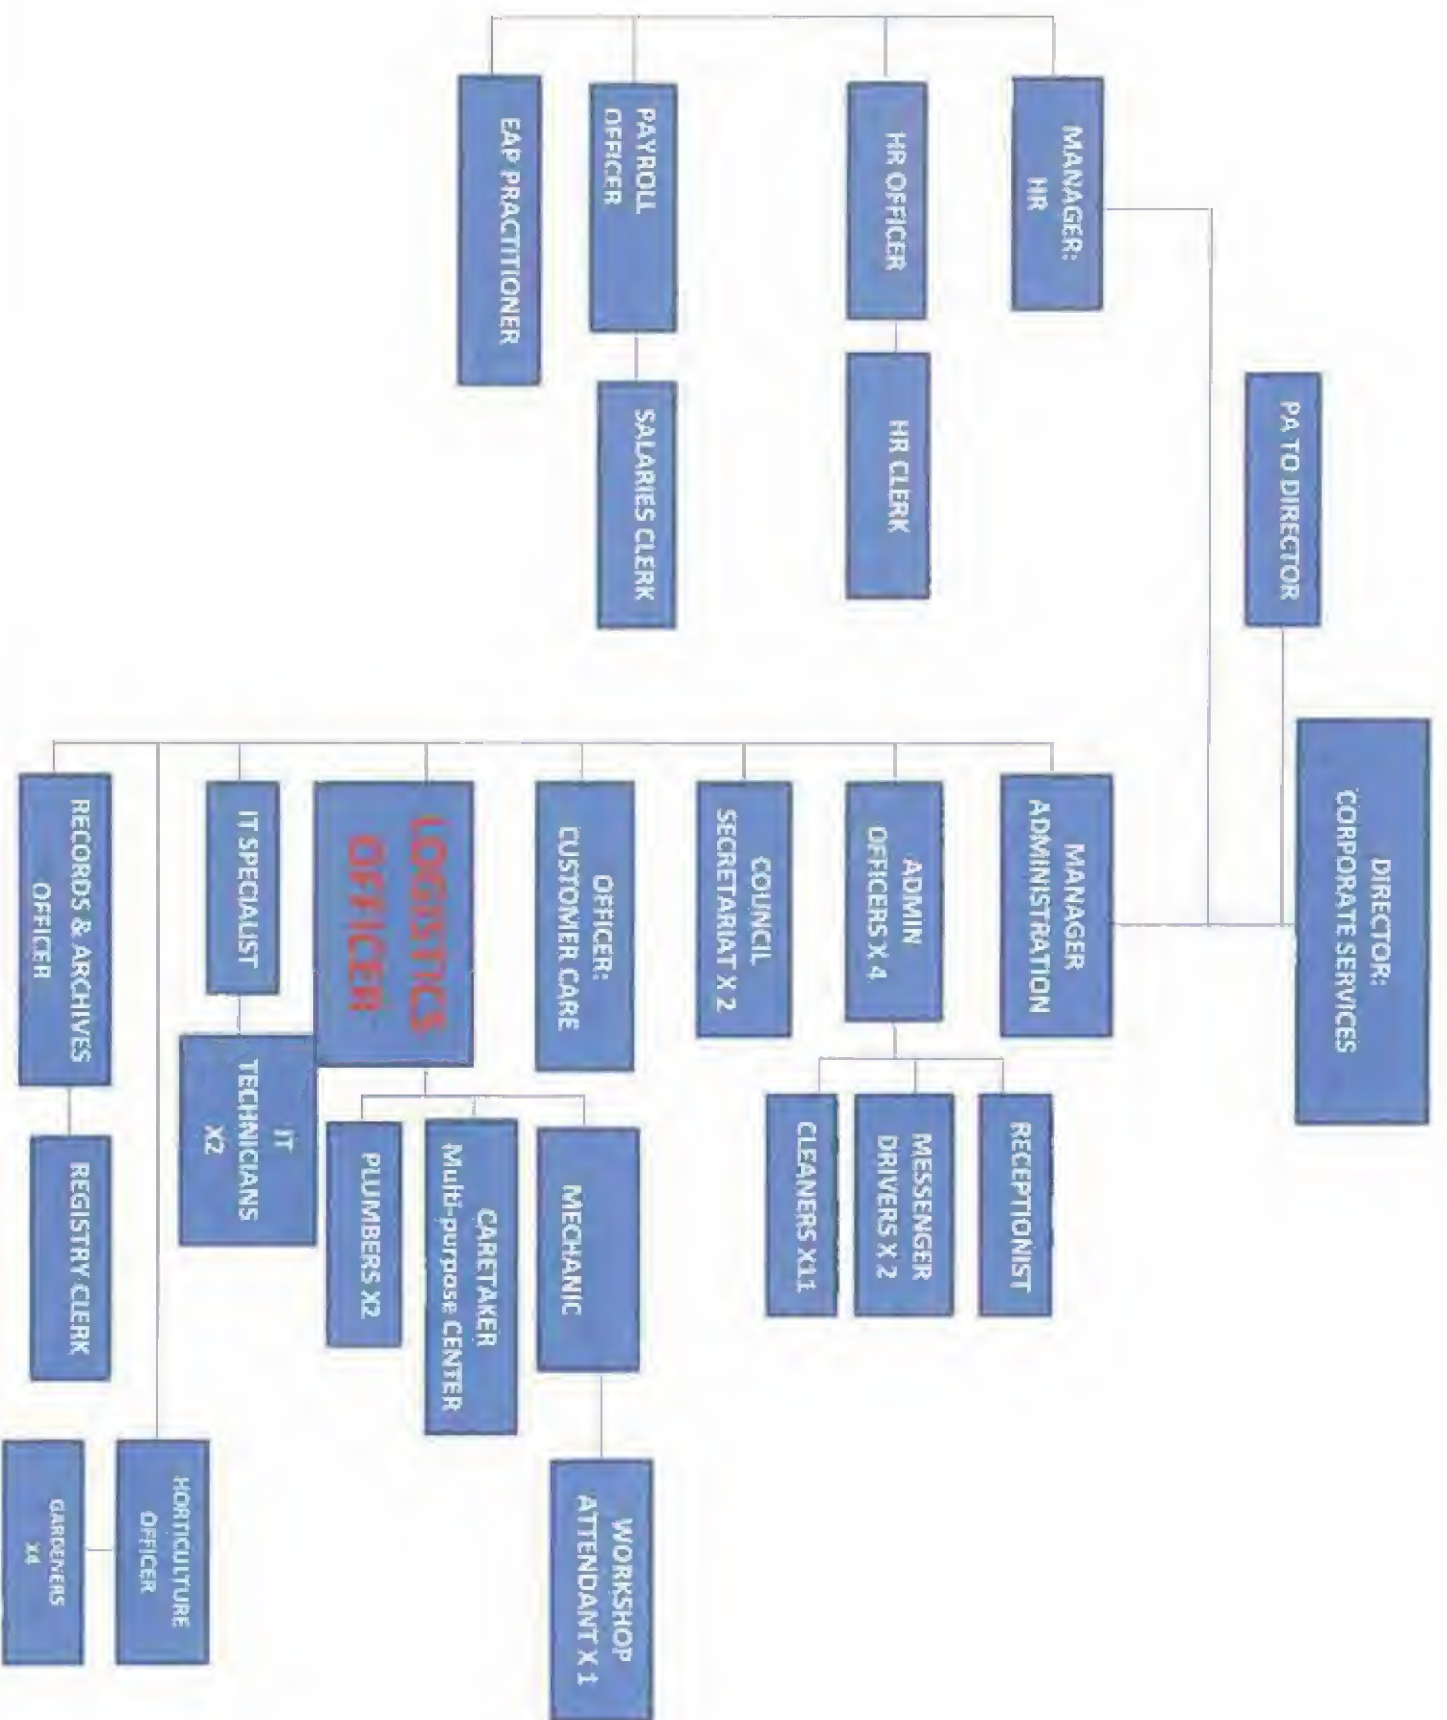 DIRECTOR:
CORPORATE SERVICES
PA TO DIRECTOR
MANAGER:
HR
HR OFFICER
HR CLERK
PAYROLL
OFFICER
SALARIES CLERK
EAP PRACTITIONER
MANAGER
ADMINISTRATION
ADMIN
OFFICERS X 4
RECEPTIONIST
MESSENGER
DRIVERS X 2
CLEANERS X11
COUNCIL
SECRETARIAT X 2
OFFICER:
CUSTOMER CARE
LOGISTICS
OFFICER
MECHANIC
WORKSHOP
ATTENDANT X 1
CARETAKER
Multi-purpose CENTER
PLUMBERS X2
IT SPECIALIST
IT
TECHNICIANS
X2
HORTICULTURE
OFFICER
GARDENERS
X4
RECORDS & ARCHIVES
OFFICER
REGISTRY CLERK